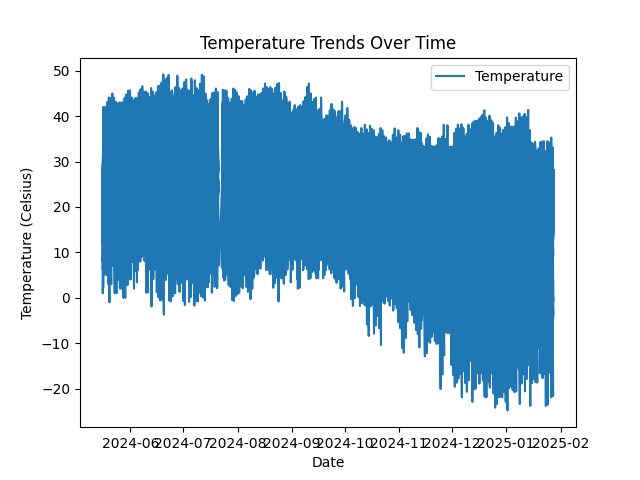 Temperature Trends Over Time
Temperature
Temperature (Celsius)
50
40
30
20
10
0
−10
−20
2024-06 2024-07 2024-08 2024-09 2024-10 2024-11 2024-12 2025-01 2025-02
Date